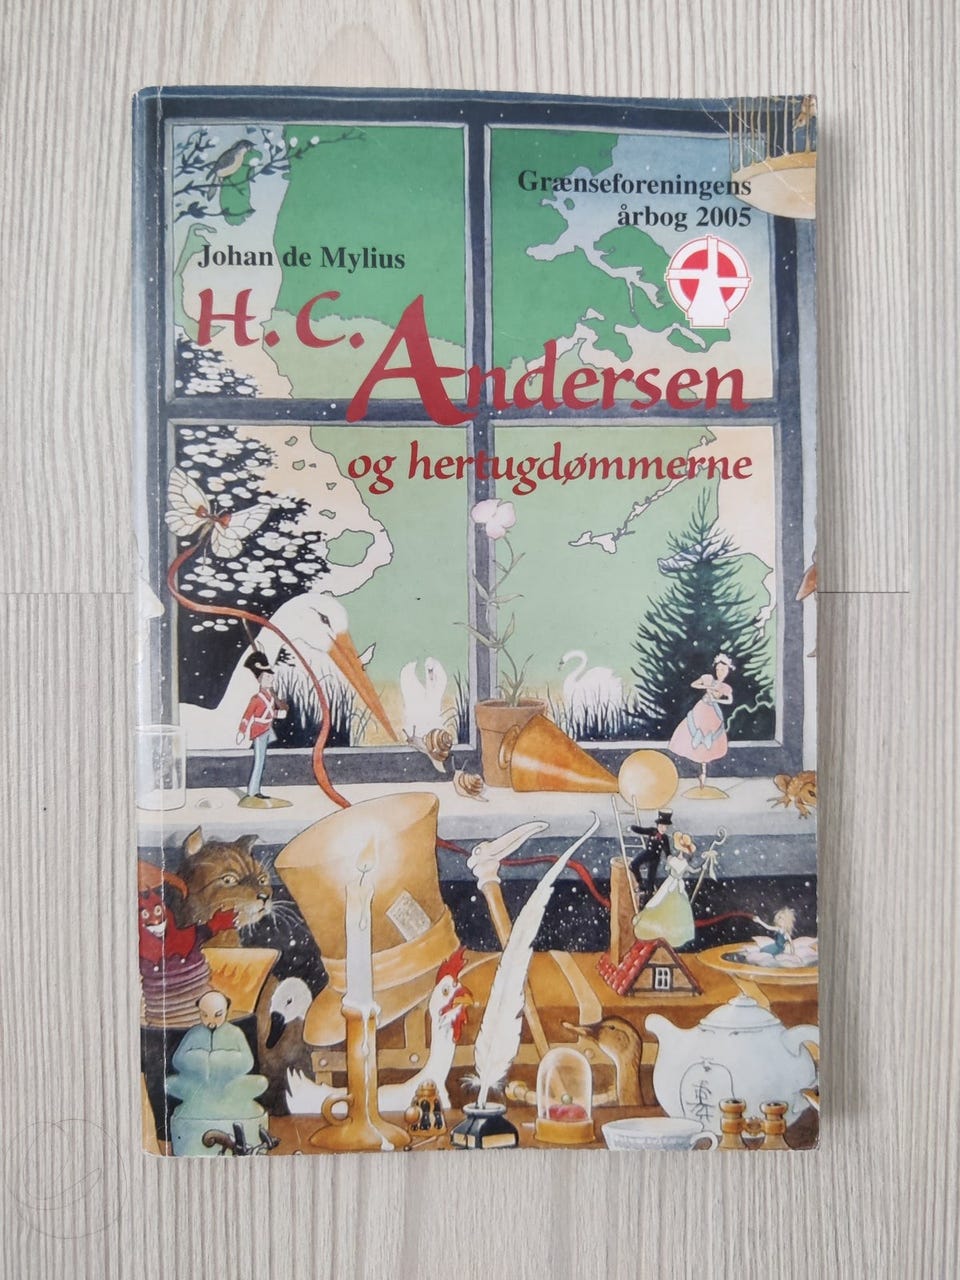 Grænseforeningens
årbog 2005
Johan de Mylius
H. C. Andersen
og hertugdømmerne